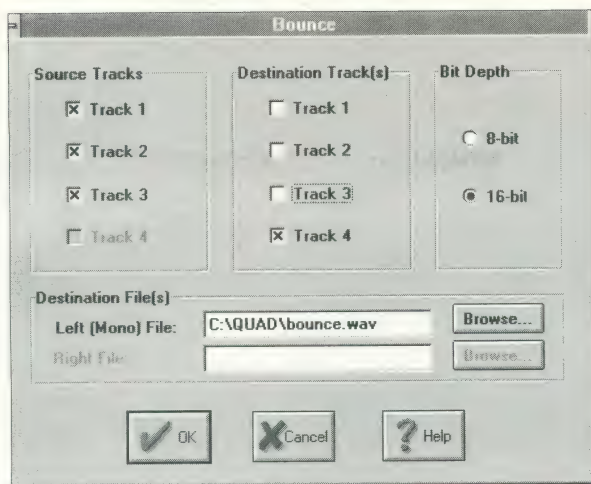 Bounce
Source Tracks
Track 1
Track 2
Track 3
Track 4
Destination Track(s)
Track 1
Track 2
Track 3
Track 4
Bit Depth
8-bit
16-bit
Destination File(s)
Left (Mono) File: C:\QUAD\bounce.wav Browse...
Right File: Browse...
OK Cancel Help